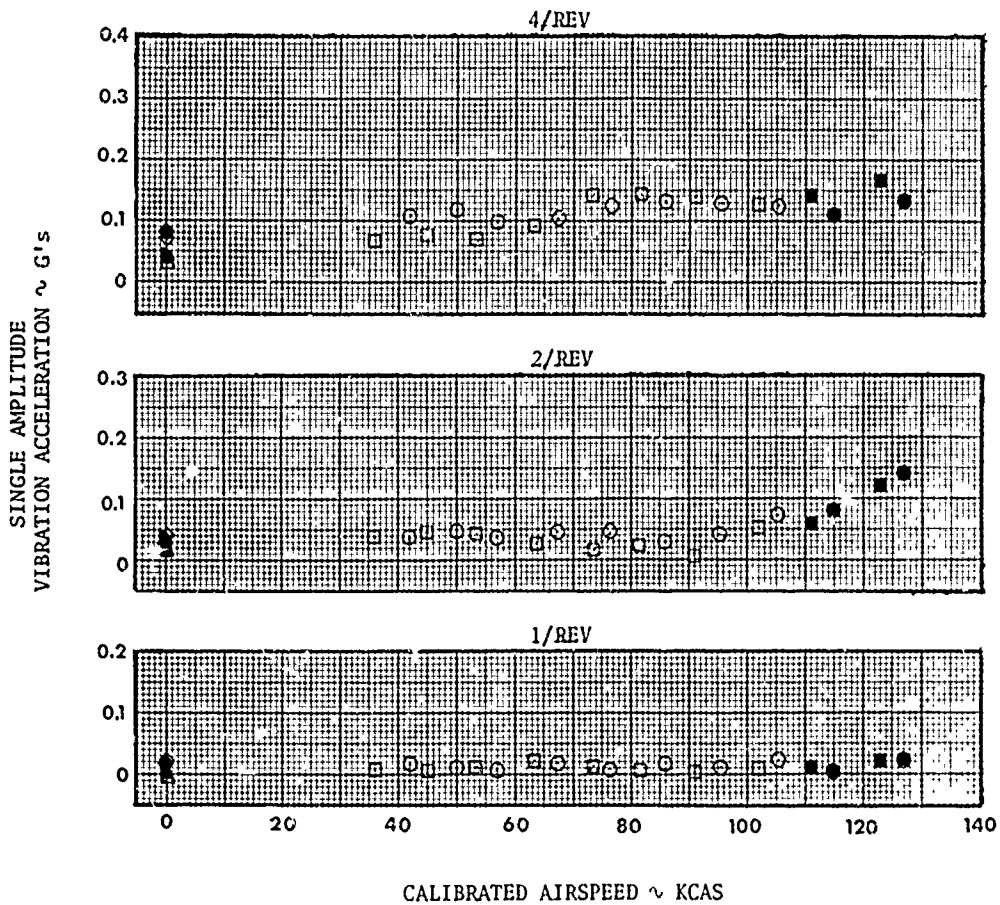 4/REV
0.4
0.3
0.2
0.1
0
2/REV
0.3
0.2
0.1
0
1/REV
0.2
0.1
0
0 20 40 60 80 100 120 140
SINGLE AMPLITUDE
VIBRATION ACCELERATION ~ G's
CALIBRATED AIRSPEED ~ KCAS